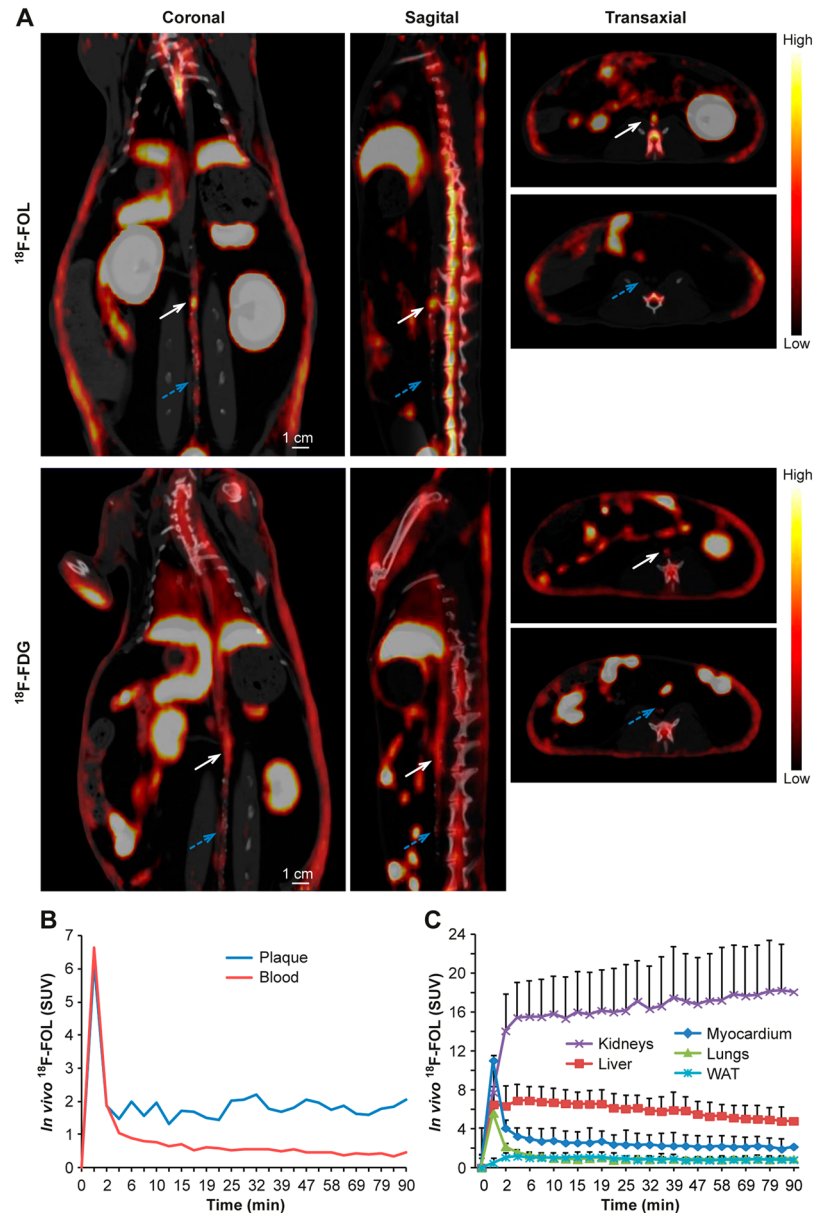 A
Coronal
Sagital
Transaxial
¹⁸F-FOL
1 cm
High
Low
¹⁸F-FDG
1 cm
High
Low
B
In vivo ¹⁸F-FOL (SUV)
7
6
5
4
3
2
1
0
Plaque
Blood
0 2 6 10 15 19 25 32 39 47 58 69 79 90
Time (min)
C
In vivo ¹⁸F-FOL (SUV)
24
20
16
12
8
4
0
Kidneys
Liver
Myocardium
Lungs
WAT
0 2 6 10 15 19 25 32 39 47 58 69 79 90
Time (min)